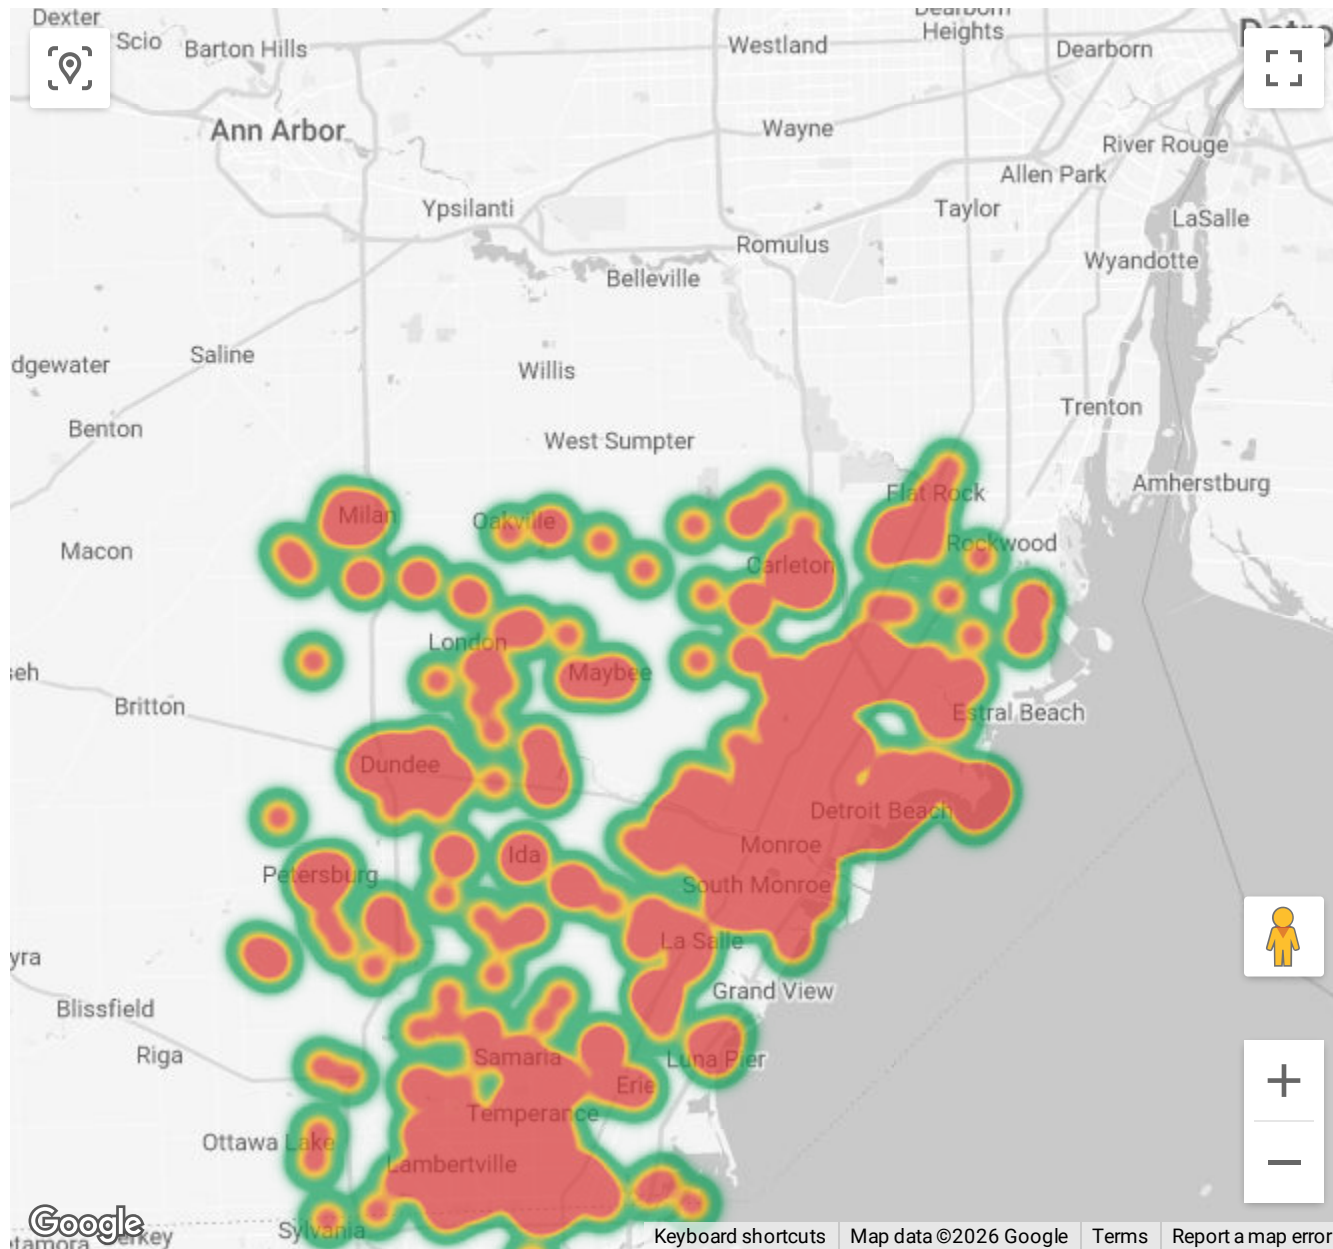 Dexter
Scio
Barton Hills
Westland
Dearborn
Heights
Dearborn
Ann Arbor
Wayne
River Rouge
Allen Park
Ypsilanti
Taylor
LaSalle
Romulus
Wyandotte
Belleville
Saline
dgewater
Willis
Trenton
Benton
West Sumpter
Amherstburg
Flat Rock
Milan
Oakville
Rockwood
Macon
Carleton
London
Maybee
eh
Britton
Estral Beach
Dundee
Detroit Beach
Monroe
Ida
Petersburg
South Monroe
La Salle
yra
Grand View
Blissfield
Riga
Samaria
Luna Pier
Erie
Temperance
Ottawa Lake
Lambertville
Sylvania
Google
Keyboard shortcuts
Map data ©2026 Google
Terms
Report a map error